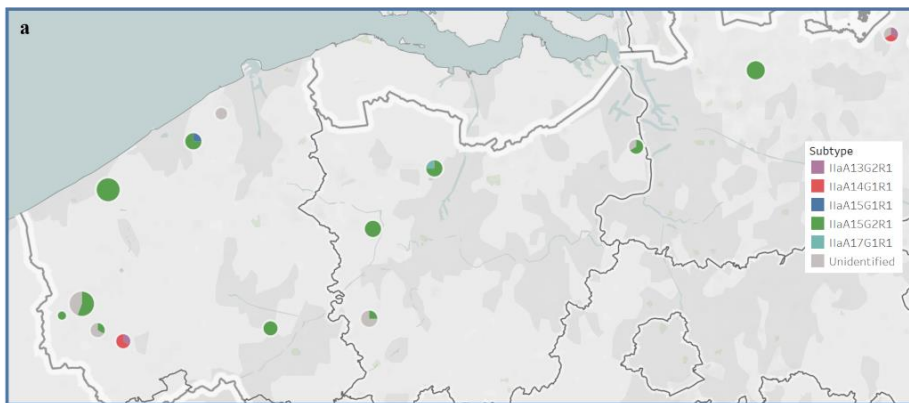 a
Subtype
IIaA13G2R1
IIaA14G1R1
IIaA15G1R1
IIaA15G2R1
IIaA17G1R1
Unidentified